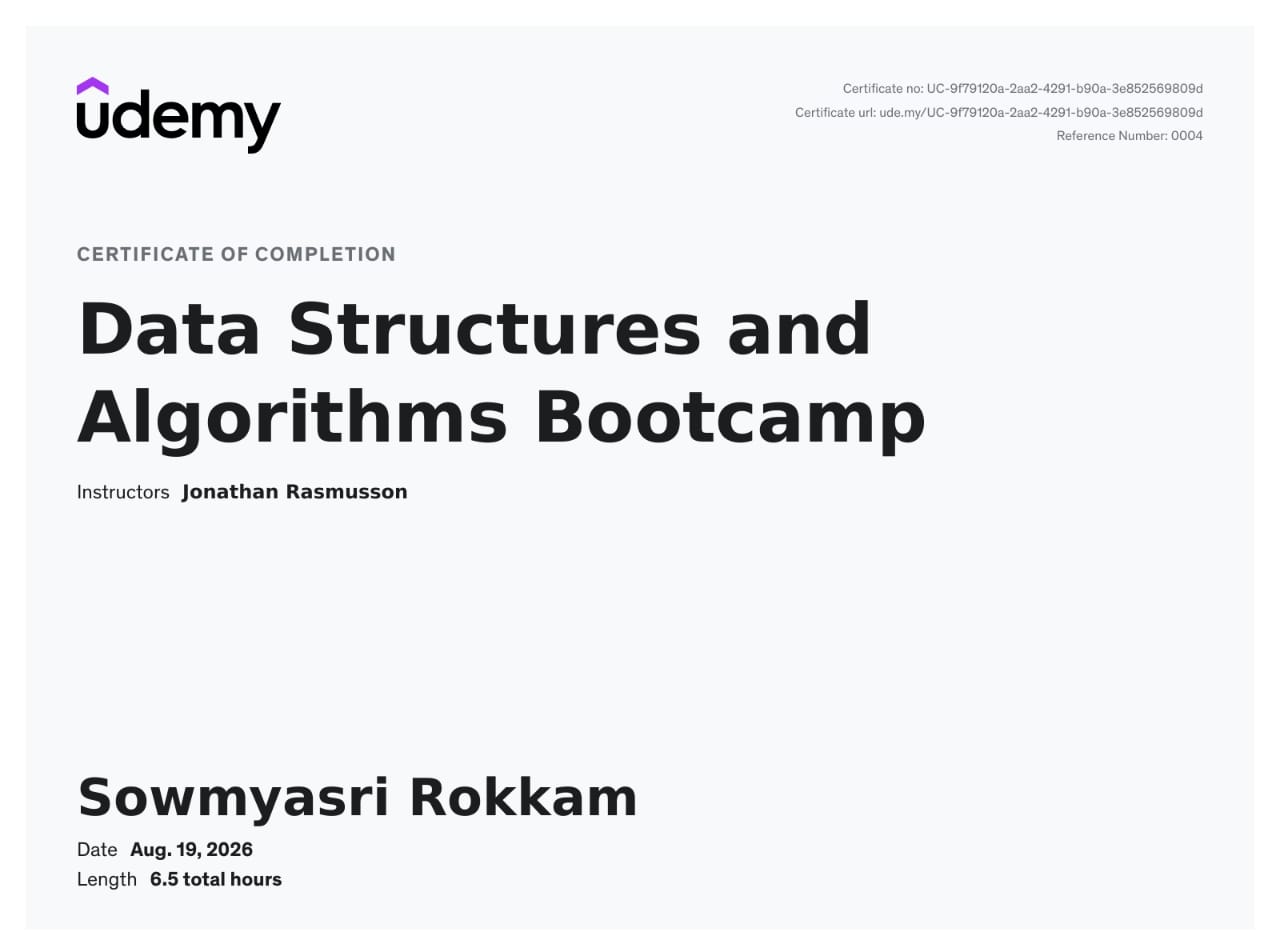 udemy
Certificate no: UC-9f79120a-2aa2-4291-b90a-3e852569809d
Certificate url: ude.my/UC-9f79120a-2aa2-4291-b90a-3e852569809d
Reference Number: 0004
CERTIFICATE OF COMPLETION
Data Structures and
Algorithms Bootcamp
Instructors Jonathan Rasmusson
Sowmyasri Rokkam
Date Aug. 19, 2026
Length 6.5 total hours